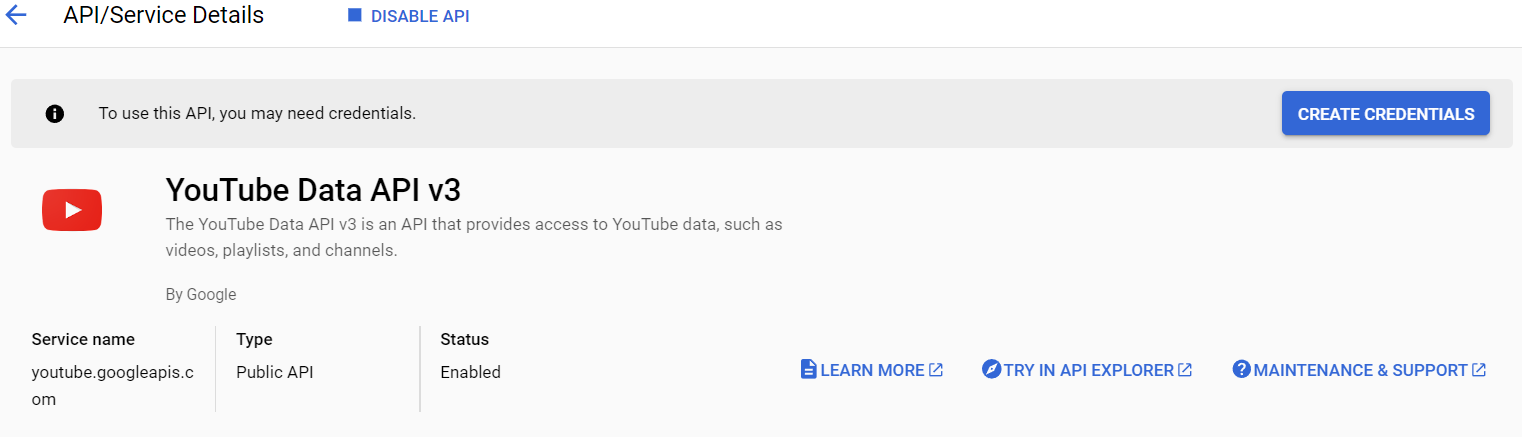 API/Service Details
DISABLE API
To use this API, you may need credentials.
CREATE CREDENTIALS
YouTube Data API v3
The YouTube Data API v3 is an API that provides access to YouTube data, such as
videos, playlists, and channels.
By Google
Service name
youtube.googleapis.c
om
Type
Public API
Status
Enabled
LEARN MORE
TRY IN API EXPLORER
MAINTENANCE & SUPPORT